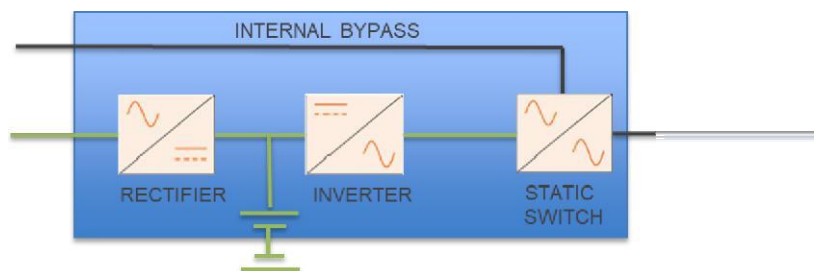 INTERNAL BYPASS
RECTIFIER
INVERTER
STATIC
SWITCH